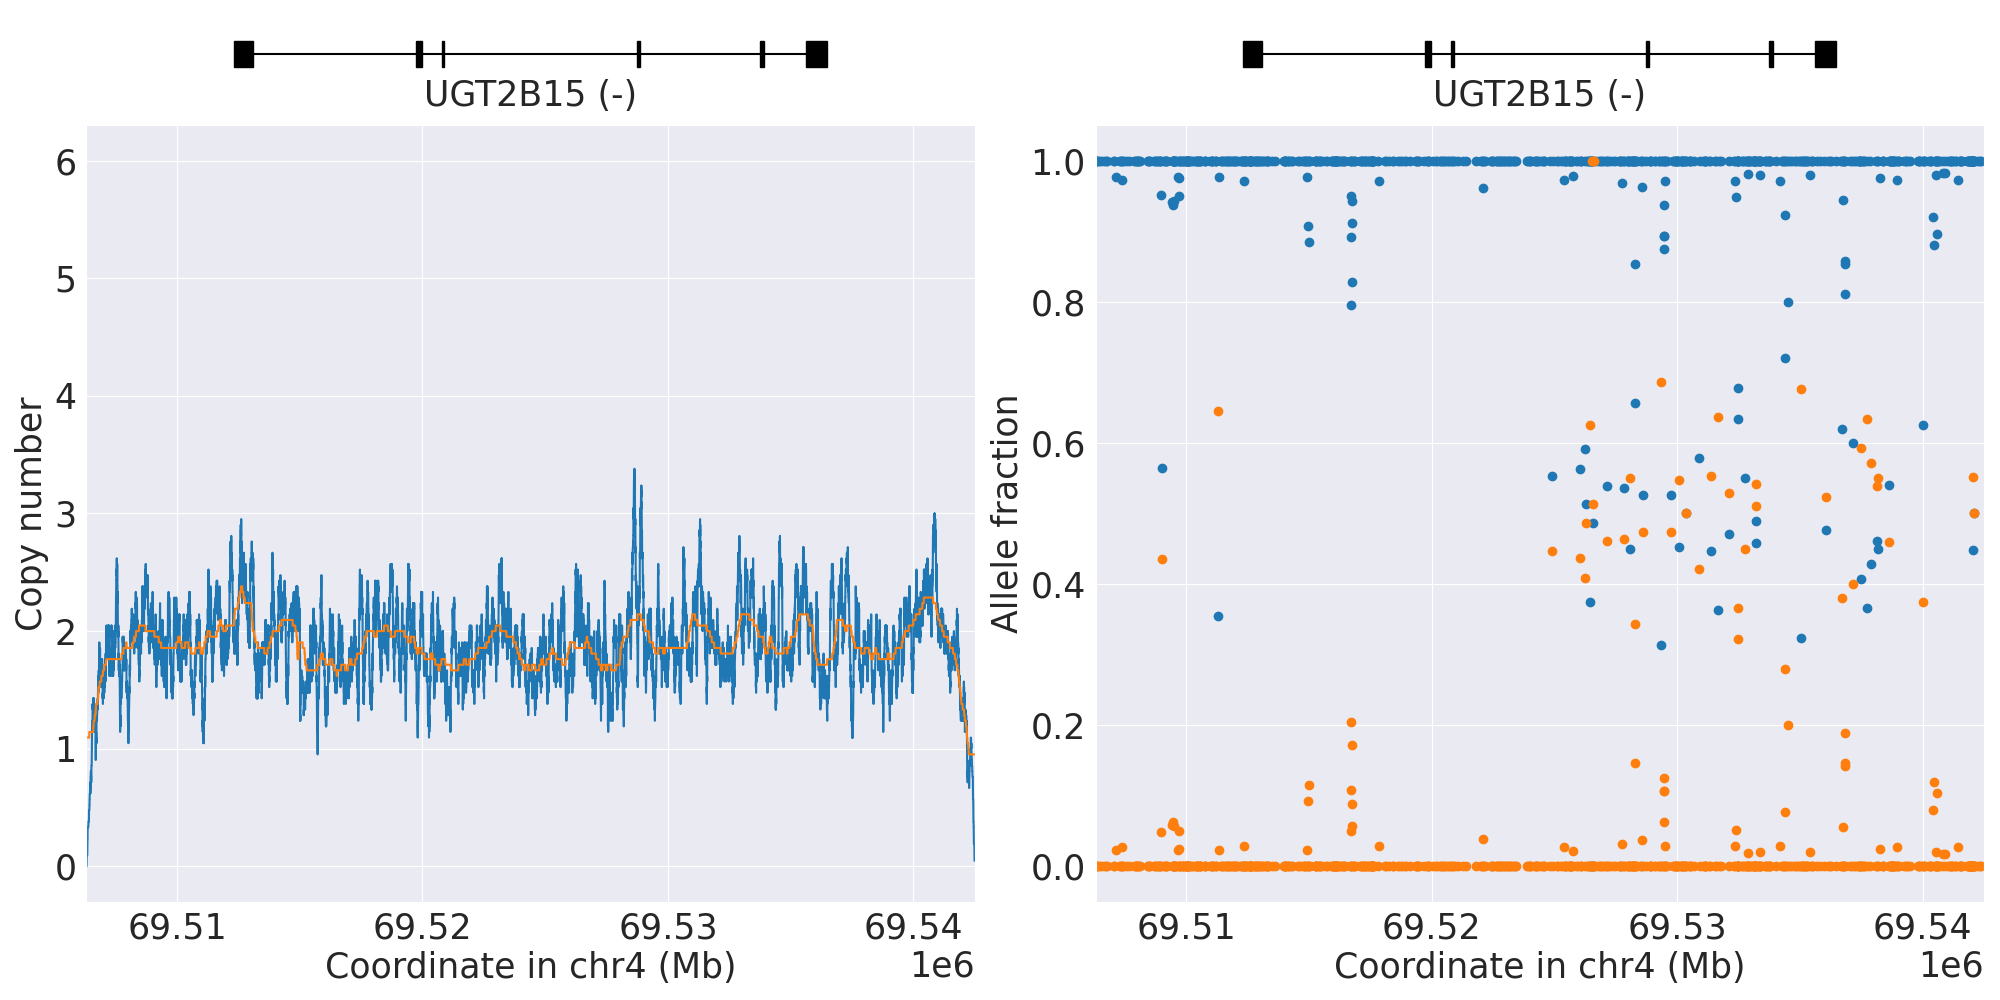 UGT2B15 (-)
6
5
4
3
2
1
0
Copy number
69.51 69.52 69.53 69.54
Coordinate in chr4 (Mb)
1e6
UGT2B15 (-)
1.0
0.8
0.6
0.4
0.2
0.0
Allele fraction
69.51 69.52 69.53 69.54
Coordinate in chr4 (Mb)
1e6